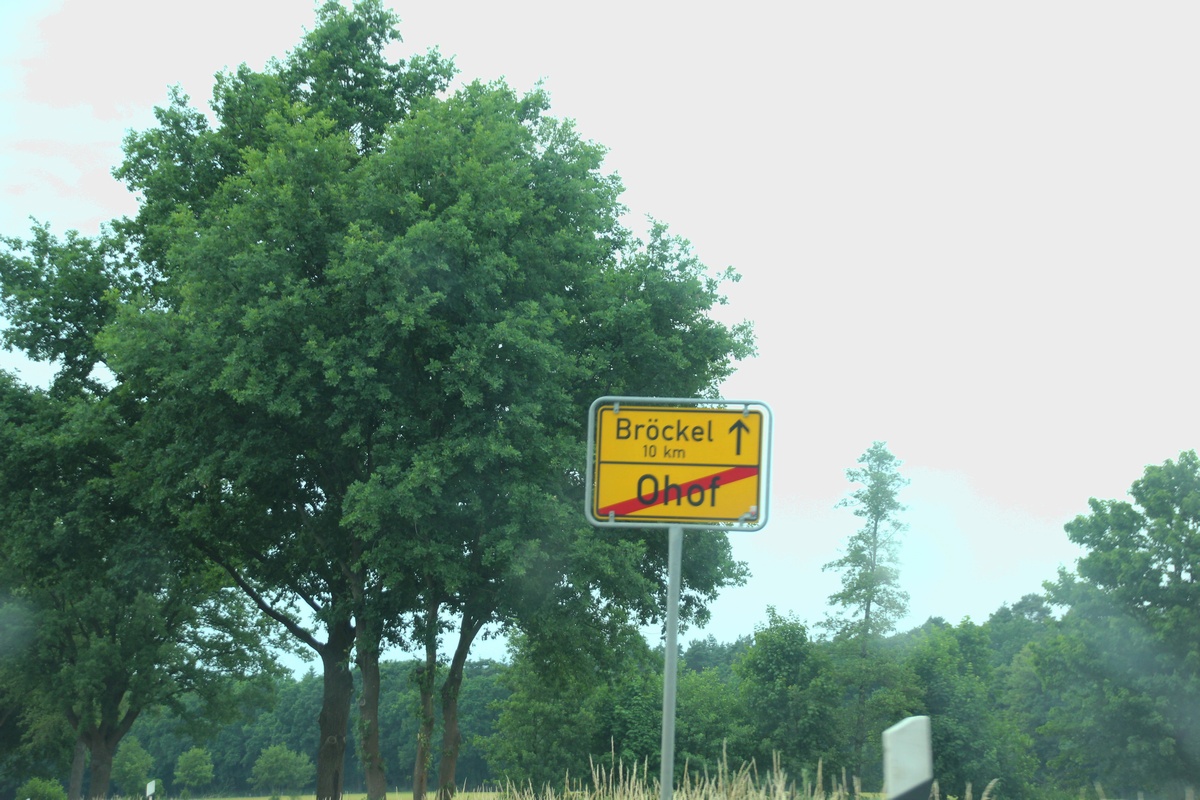 Bröckel ↑
10 km
Ohof